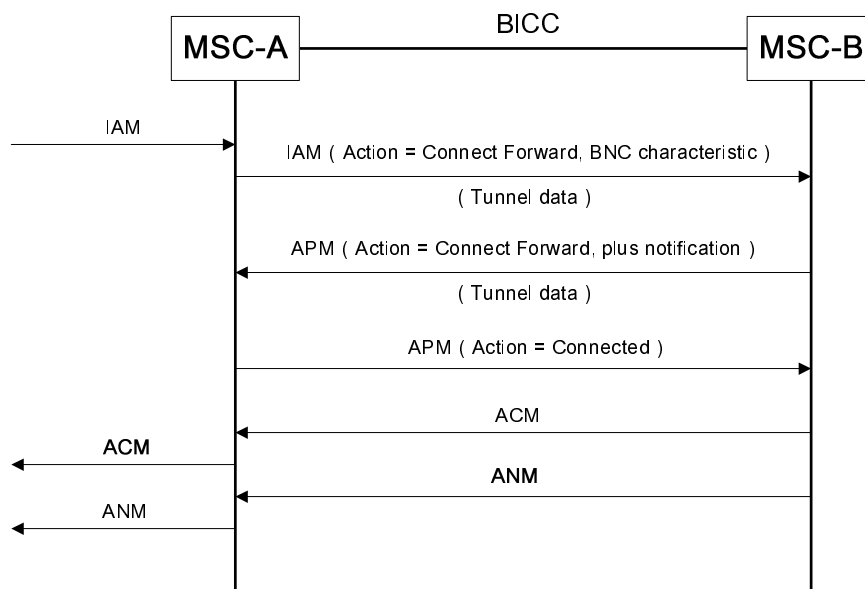 BICC
MSC-A
MSC-B
IAM
IAM ( Action = Connect Forward, BNC characteristic )
( Tunnel data )
APM ( Action = Connect Forward, plus notification )
( Tunnel data )
APM ( Action = Connected )
ACM
ACM
ANM
ANM